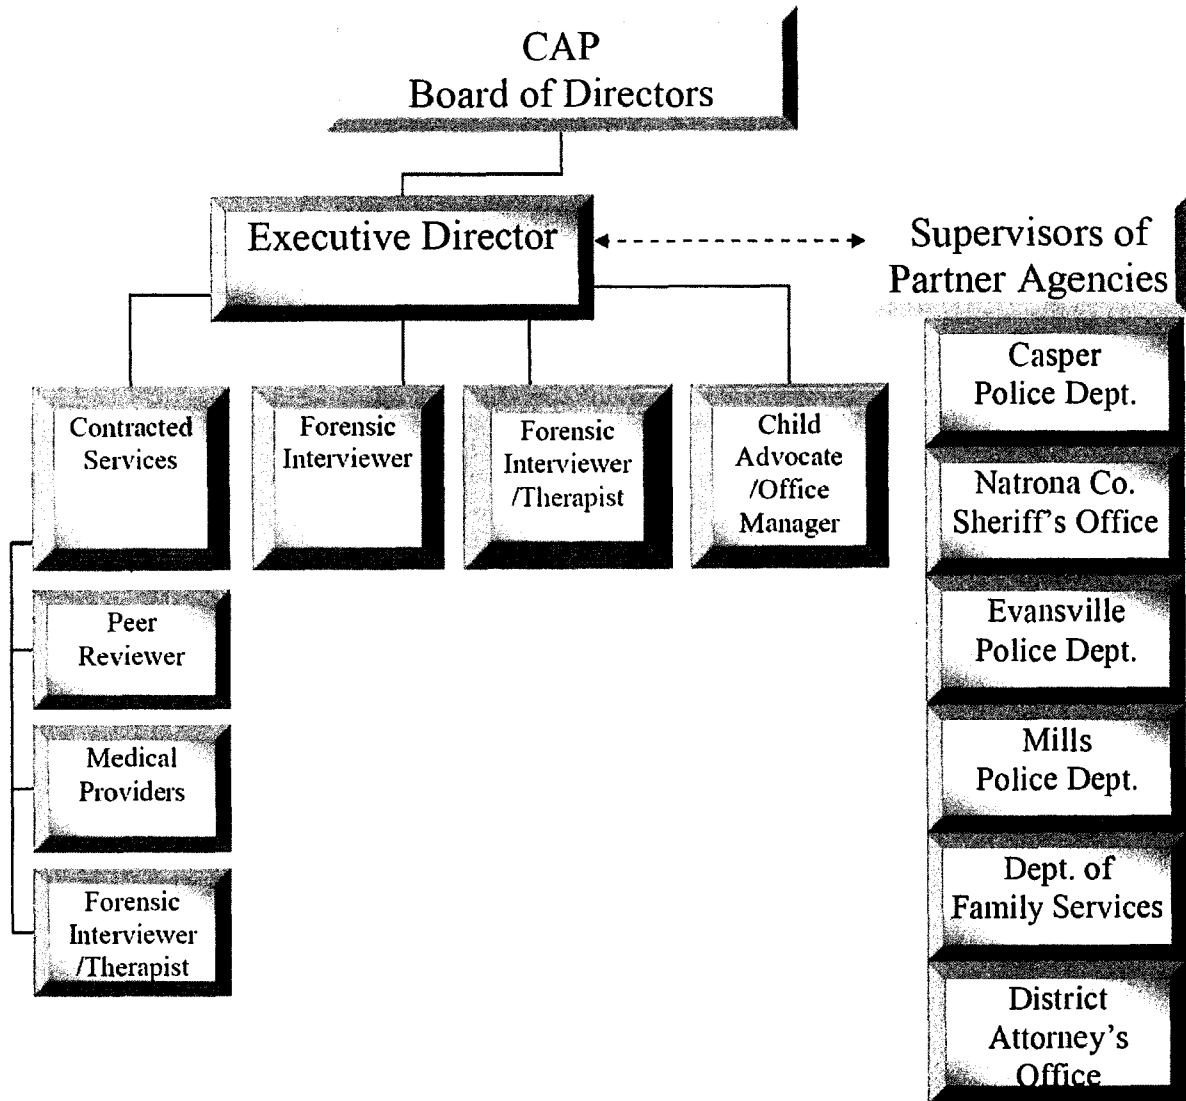 CAP
Board of Directors
Executive Director
Supervisors of
Partner Agencies
Contracted
Services
Forensic
Interviewer
Forensic
Interviewer
/Therapist
Child
Advocate
/Office
Manager
Peer
Reviewer
Medical
Providers
Forensic
Interviewer
/Therapist
Casper
Police Dept.
Natrona Co.
Sheriff's Office
Evansville
Police Dept.
Mills
Police Dept.
Dept. of
Family Services
District
Attorney's
Office